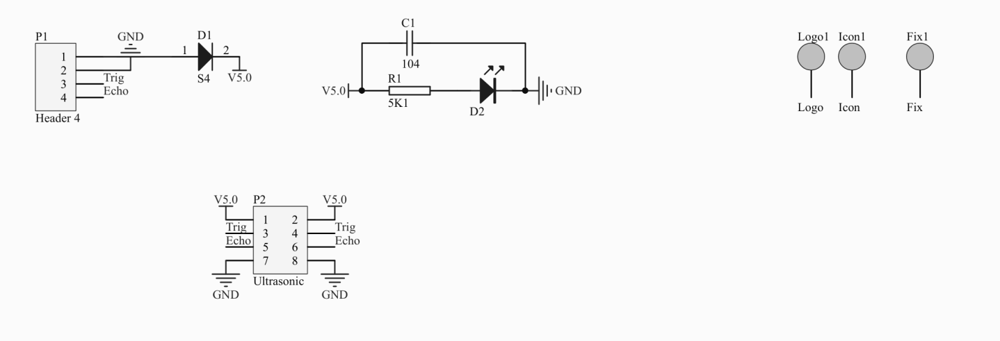 P1
1
2
3
4
Trig
Echo
Header 4
GND
D1
1
2
S4
V5.0
C1
104
V5.0
R1
5K1
D2
GND
Logo1
Icon1
Fix1
Logo
Icon
Fix
V5.0
P2
V5.0
1
2
Trig
3
4
Trig
Echo
5
6
Echo
7
8
Ultrasonic
GND
GND